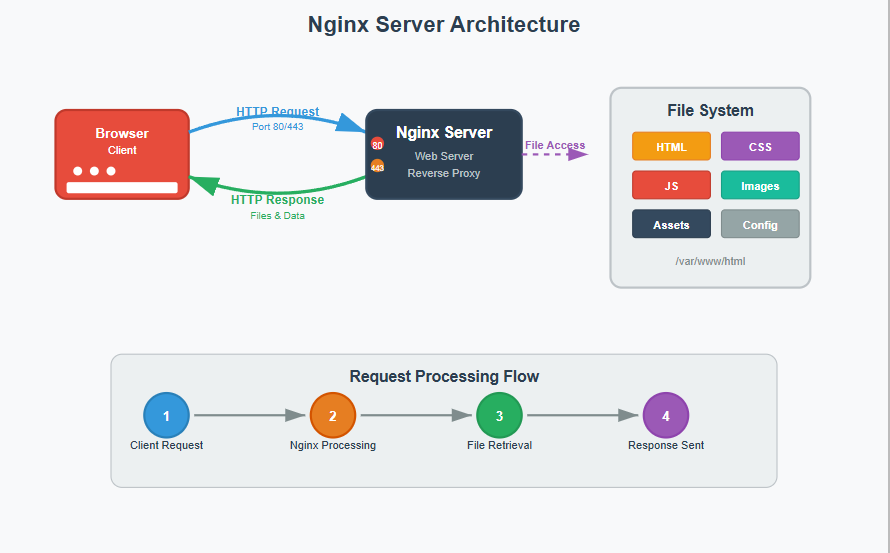 Nginx Server Architecture
HTTP Request
Port 80/443
Browser
Client
HTTP Response
Files & Data
Nginx Server
Web Server
Reverse Proxy
80
443
File Access
File System
HTML
CSS
JS
Images
Assets
Config
/var/www/html
Request Processing Flow
1
2
3
4
Client Request
Nginx Processing
File Retrieval
Response Sent